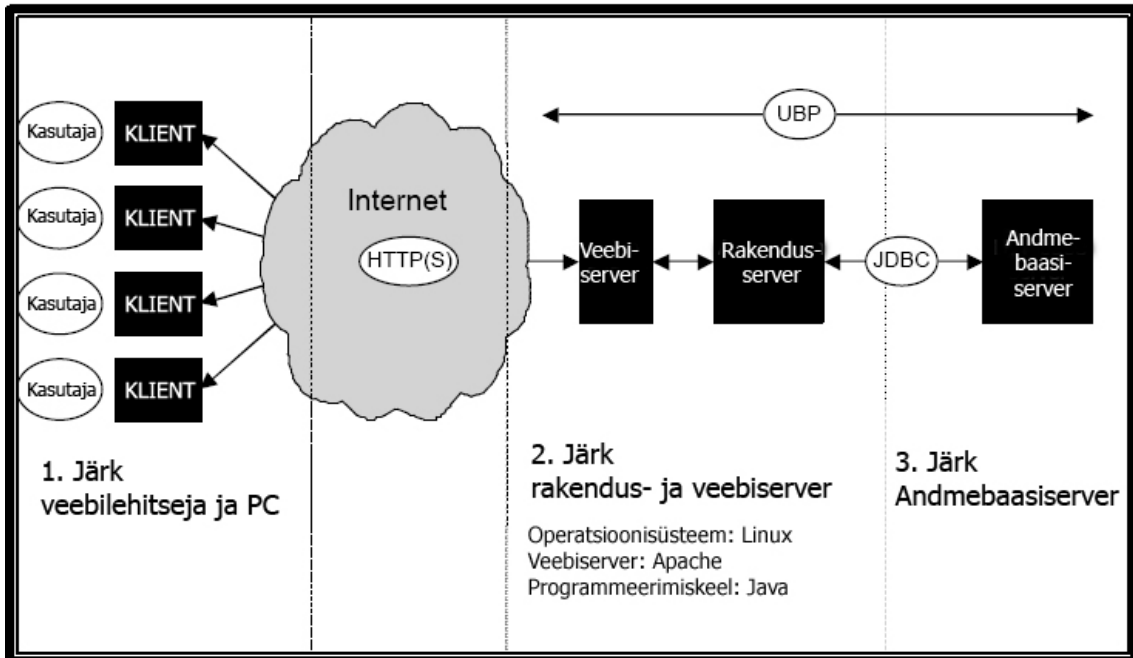 UBP
Kasutaja KLIENT
Kasutaja KLIENT
Kasutaja KLIENT
Kasutaja KLIENT
Internet
HTTP(S)
Veebi-
server
Rakendus-
server
JDBC
Andme-
baasi-
server
1. Järk
veebilehitseja ja PC
2. Järk
rakendus- ja veebiserver
Operatsioonisüsteem: Linux
Veebiserver: Apache
Programmeerimiskeel: Java
3. Järk
Andmebaasiserver